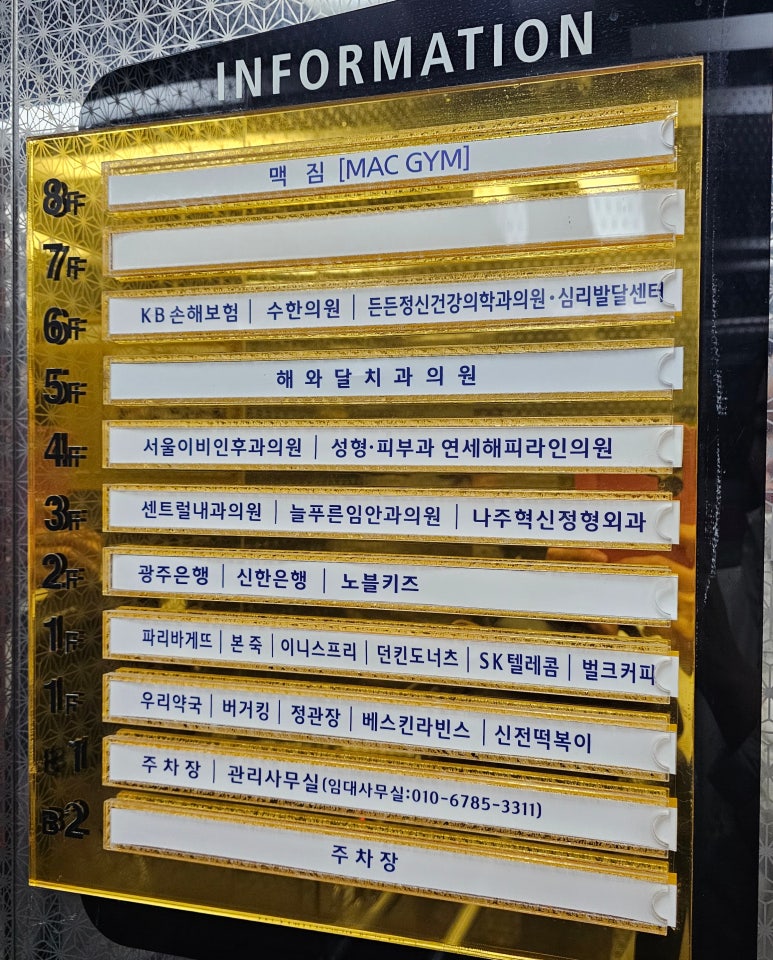 INFORMATION
8F 맥 짐 [MAC GYM]
7F
6F KB손해보험 | 수한의원 | 든든정신건강의학과의원·심리발달센터
5F 해와달치과의원
4F 서울이비인후과의원 | 성형·피부과 연세해피라인의원
3F 센트럴내과의원 | 늘푸른임안과의원 | 나주혁신정형외과
2F 광주은행 | 신한은행 | 노블키즈
1F 파리바게뜨 | 본죽 | 이니스프리 | 던킨도너츠 | SK텔레콤 | 벌크커피
1F 우리약국 | 버거킹 | 정관장 | 베스킨라빈스 | 신전떡볶이
B1 주차장 | 관리사무실(임대사무실:010-6785-3311)
B2 주차장